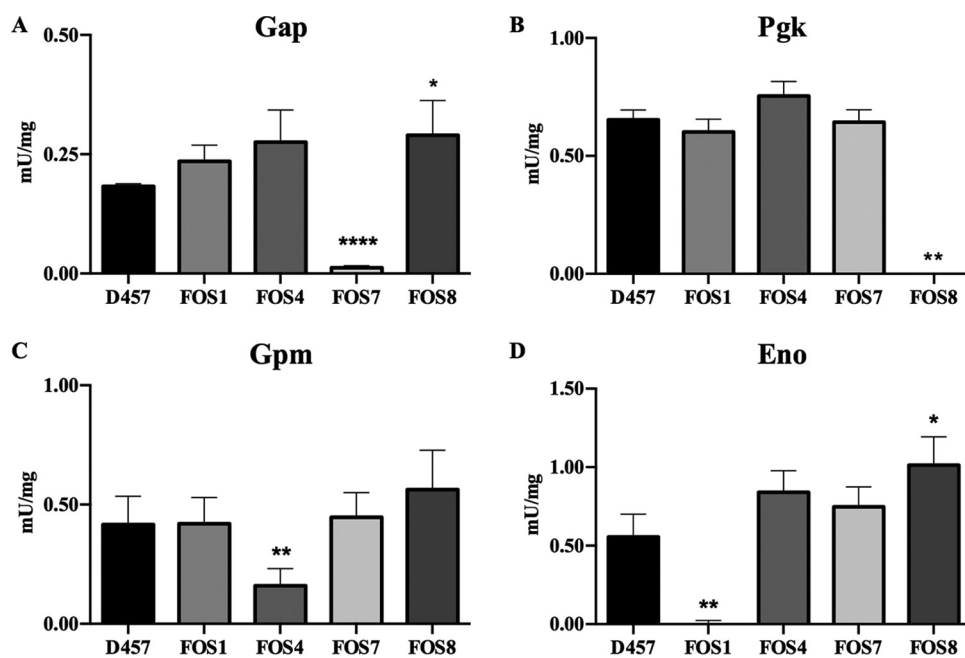 A
Gap
mU/mg
0.50
0.25
0.00
****
*
D457 FOS1 FOS4 FOS7 FOS8
B
Pgk
mU/mg
1.00
0.50
0.00
**
D457 FOS1 FOS4 FOS7 FOS8
C
Gpm
mU/mg
1.00
0.50
0.00
**
D457 FOS1 FOS4 FOS7 FOS8
D
Eno
mU/mg
1.50
1.00
0.50
0.00
**
*
D457 FOS1 FOS4 FOS7 FOS8